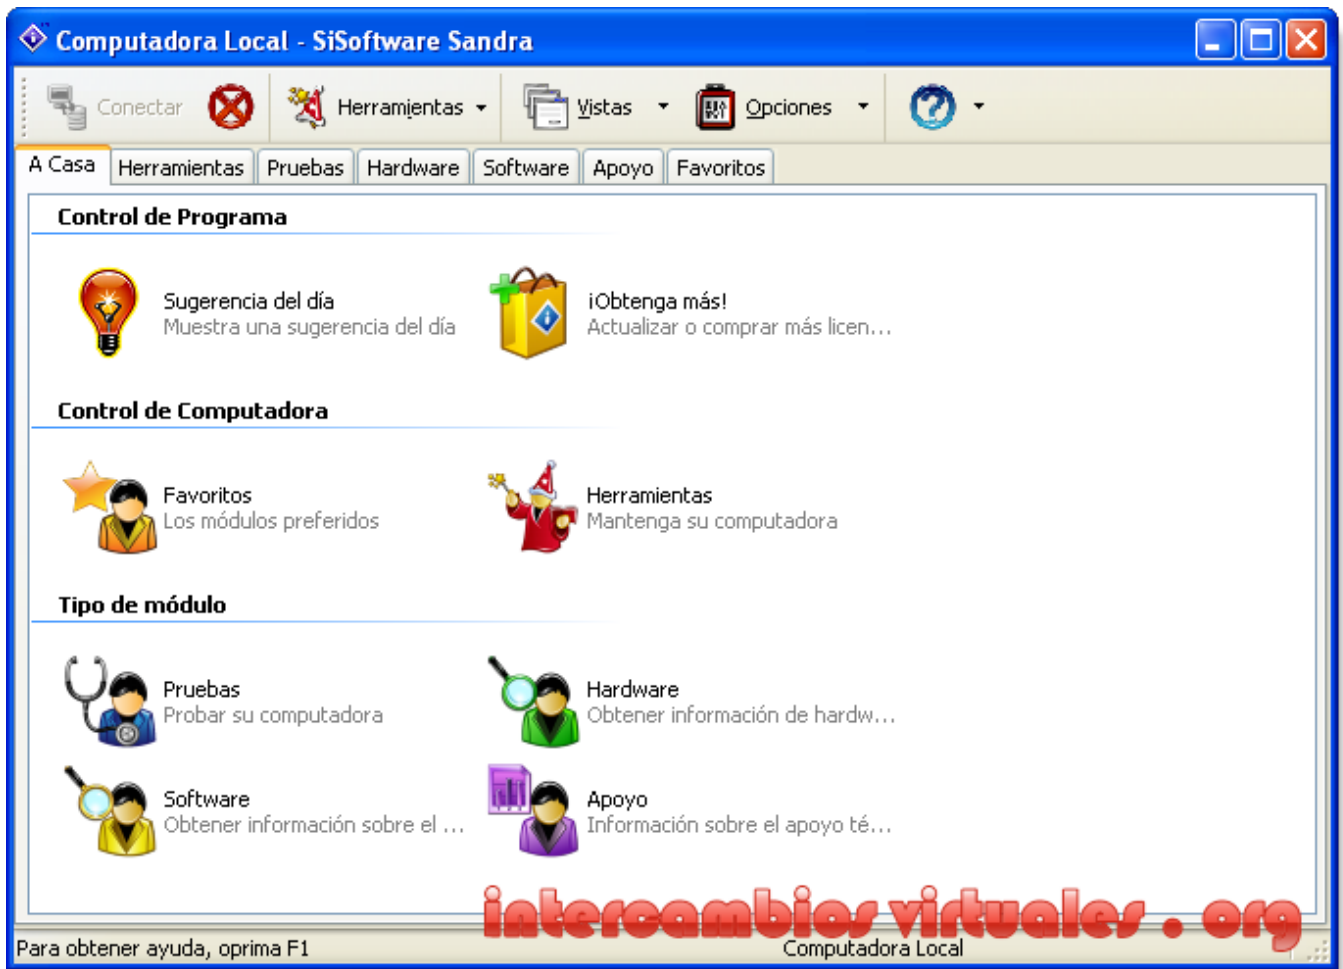 Computadora Local - SiSoftware Sandra
Conectar Herramientas Vistas Opciones
A Casa Herramientas Pruebas Hardware Software Apoyo Favoritos
Control de Programa
Sugerencia del día ¡Obtenga más!
Muestra una sugerencia del día Actualizar o comprar más licen...
Control de Computadora
Favoritos Herramientas
Los módulos preferidos Mantenga su computadora
Tipo de módulo
Pruebas Hardware
Probar su computadora Obtener información de hardw...
Software Apoyo
Obtener información sobre el ... Información sobre el apoyo té...
intercambios virtuales . org
Para obtener ayuda, oprima F1 Computadora Local